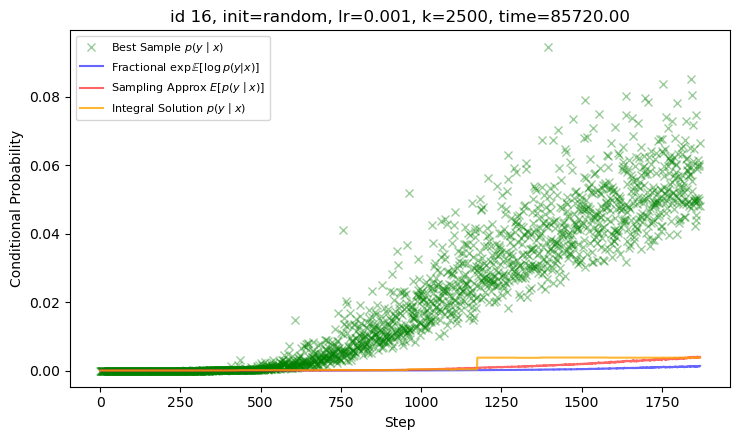 id 16, init=random, lr=0.001, k=2500, time=85720.00
Best Sample p(y | x)
Fractional exp𝔼[log p(y|x)]
Sampling Approx E[p(y | x)]
Integral Solution p(y | x)
Conditional Probability
0.08
0.06
0.04
0.02
0.00
0 250 500 750 1000 1250 1500 1750
Step